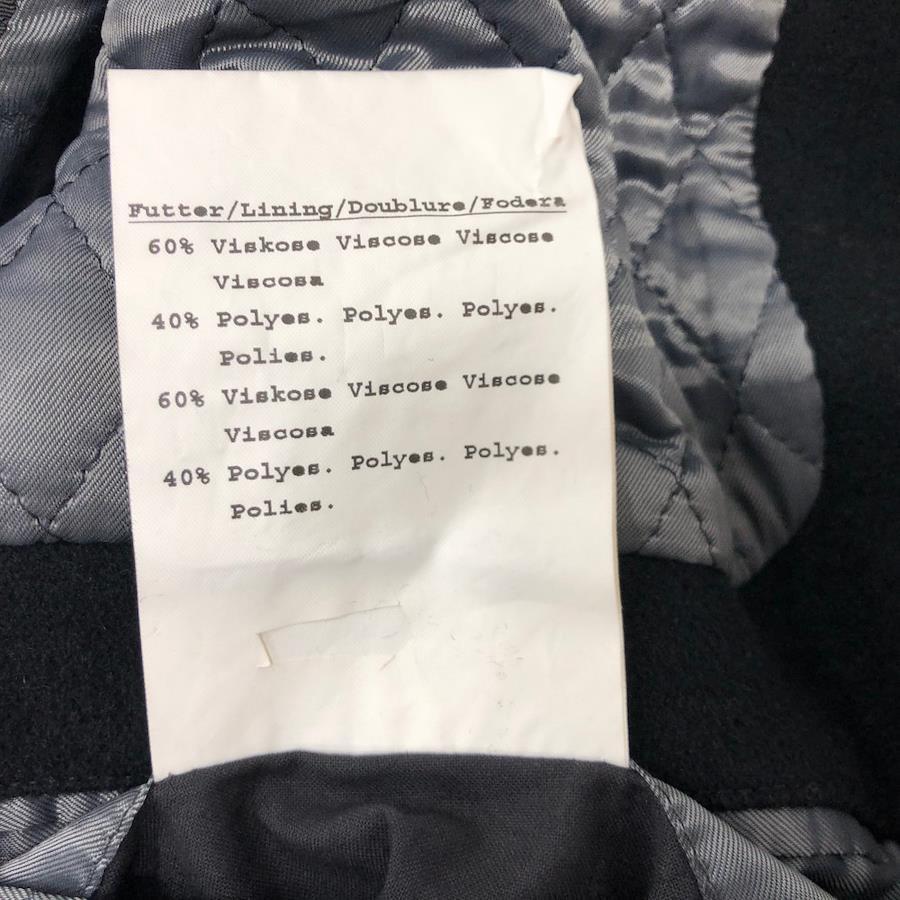 Futter/Lining/Doublure/Fodera
60% Viskose Viscose Viscose
Viscosa
40% Polyes. Polyes. Polyes.
Polies.
60% Viskose Viscose Viscose
Viscosa
40% Polyes. Polyes. Polyes.
Polies.